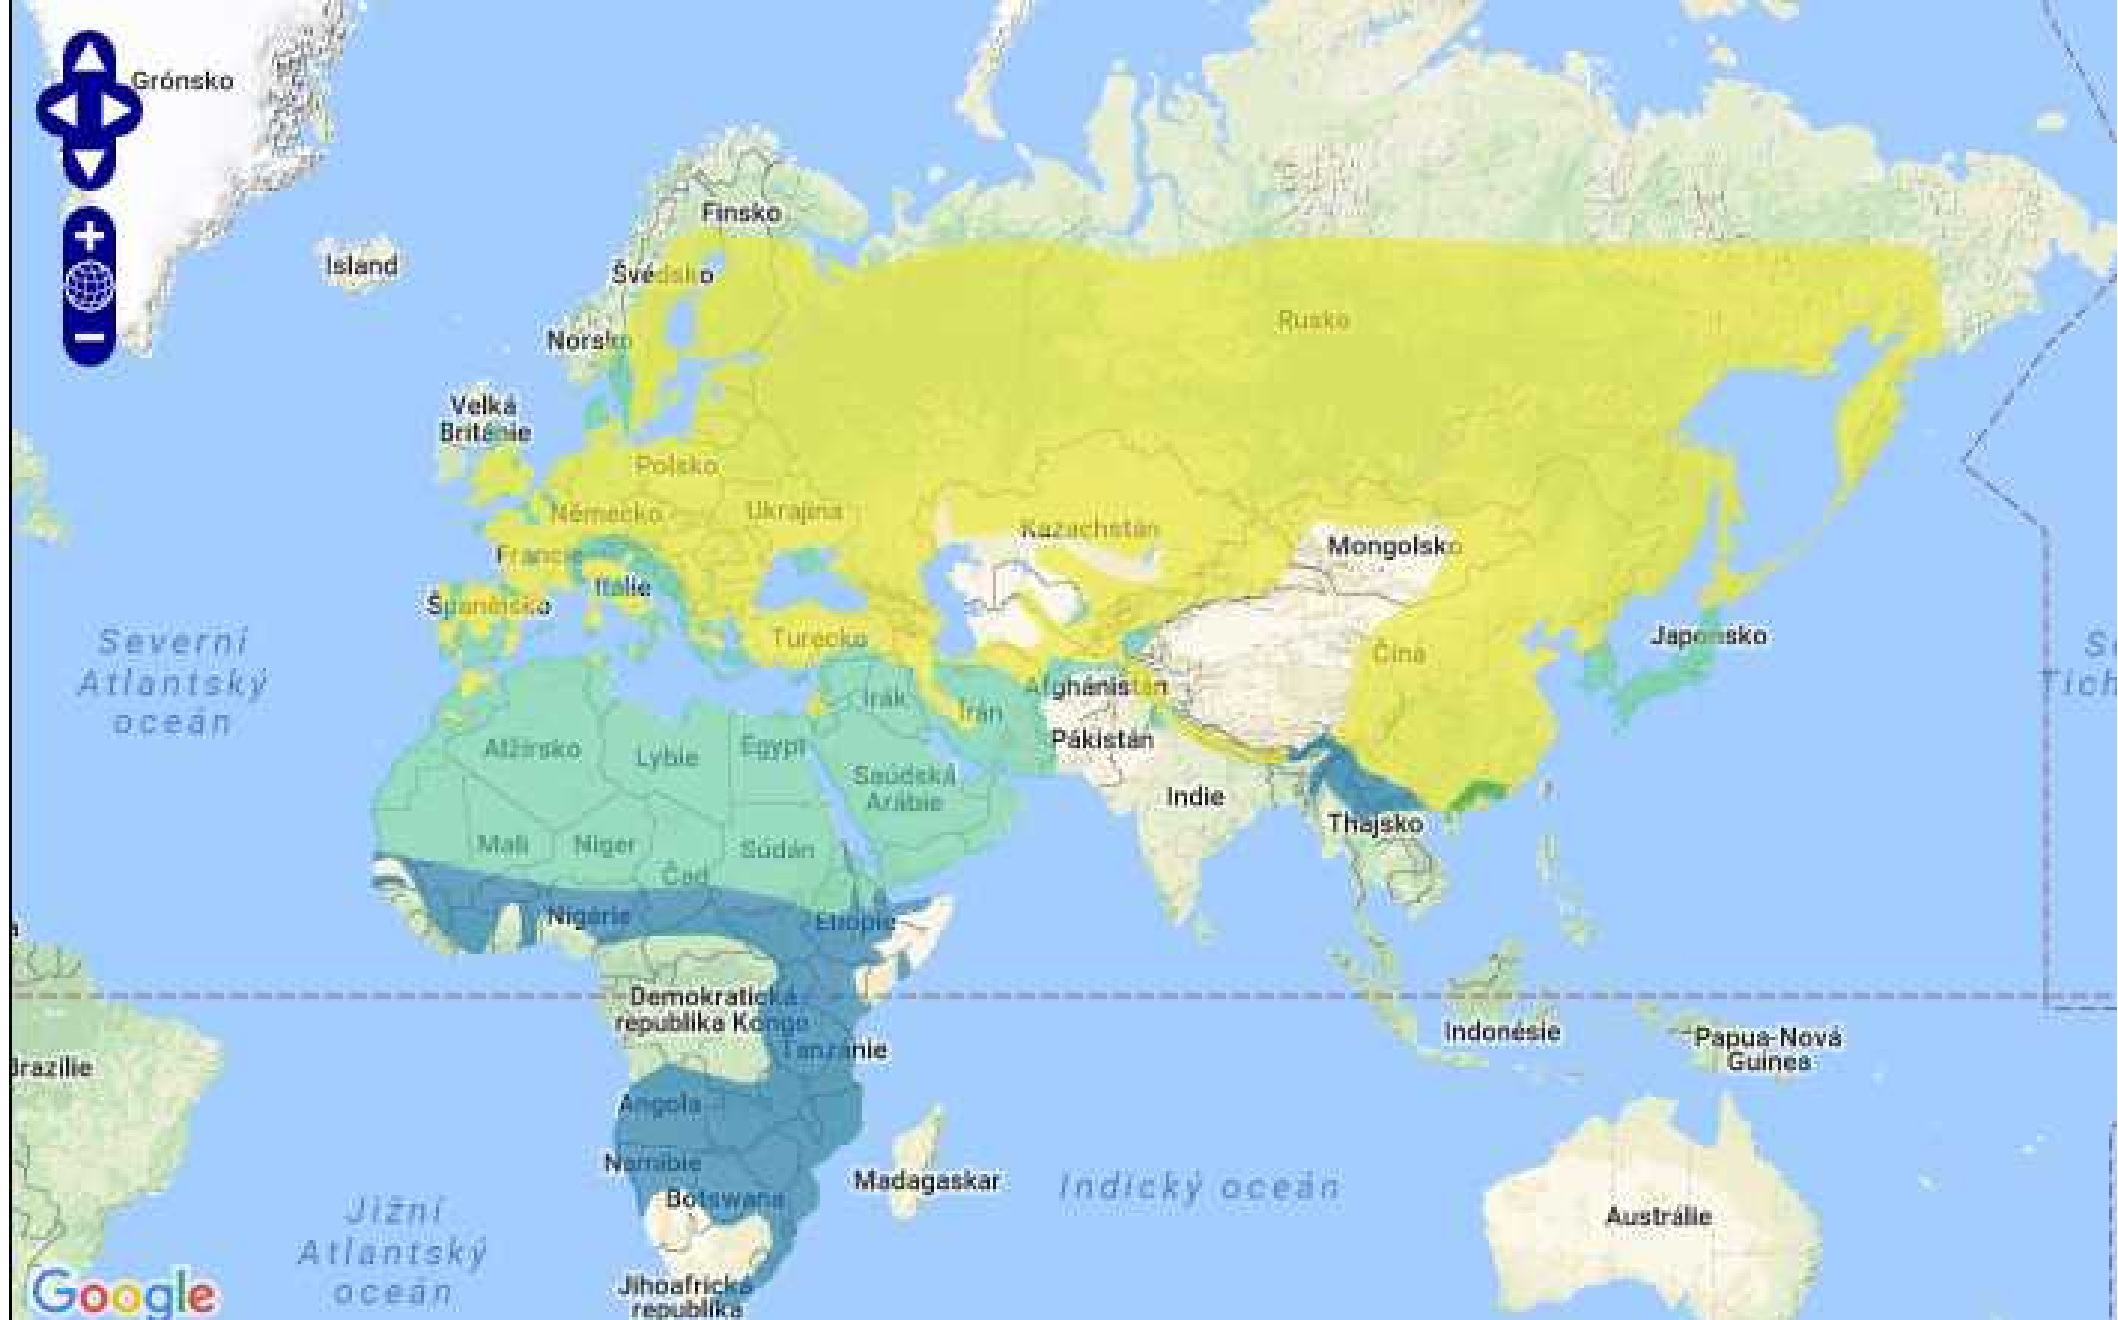 Grónsko
Finsko
Island
Švédsko
Rusko
Norsko
Velká
Británie
Polsko
Německo
Ukrajina
Francie
Kazachstán
Mongolsko
Itálie
Španělsko
Severní
Atlantský
oceán
Turecko
Japonsko
Čína
Afghánistán
Irák
Írán
Alžírsko
Lybie
Egypt
Pákistán
Saúdská
Arábie
Indie
Thajsko
Mali
Niger
Súdán
Čad
Nigérie
Etiopie
Demokratická
republika Kongo
Tanzánie
Indonésie
Papua-Nová
Guinea
Brazílie
Angola
Namibie
Botswana
Madagaskar
Indický oceán
Austrálie
Jižní
Atlantský
oceán
Jihoafrická
republika
Google